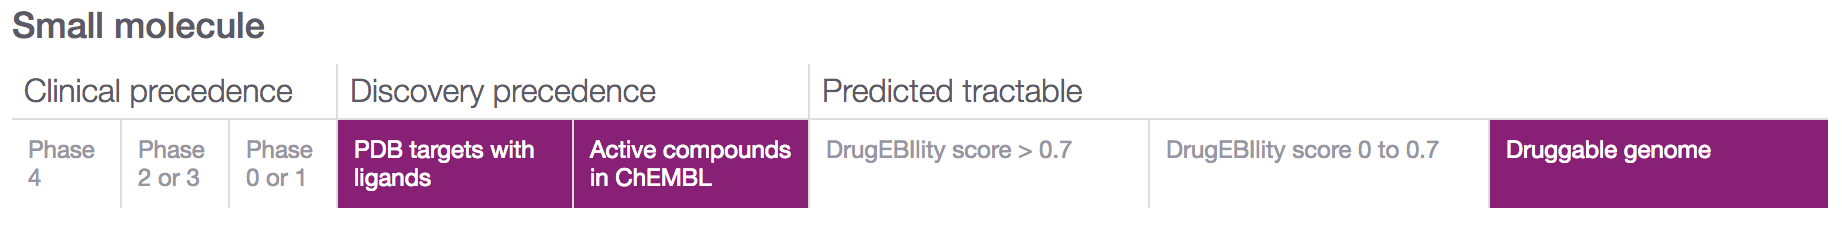 Small molecule
Clinical precedence
Discovery precedence
Predicted tractable
Phase
4
Phase
2 or 3
Phase
0 or 1
PDB targets with
ligands
Active compounds
in ChEMBL
DrugEBIlity score > 0.7
DrugEBIlity score 0 to 0.7
Druggable genome